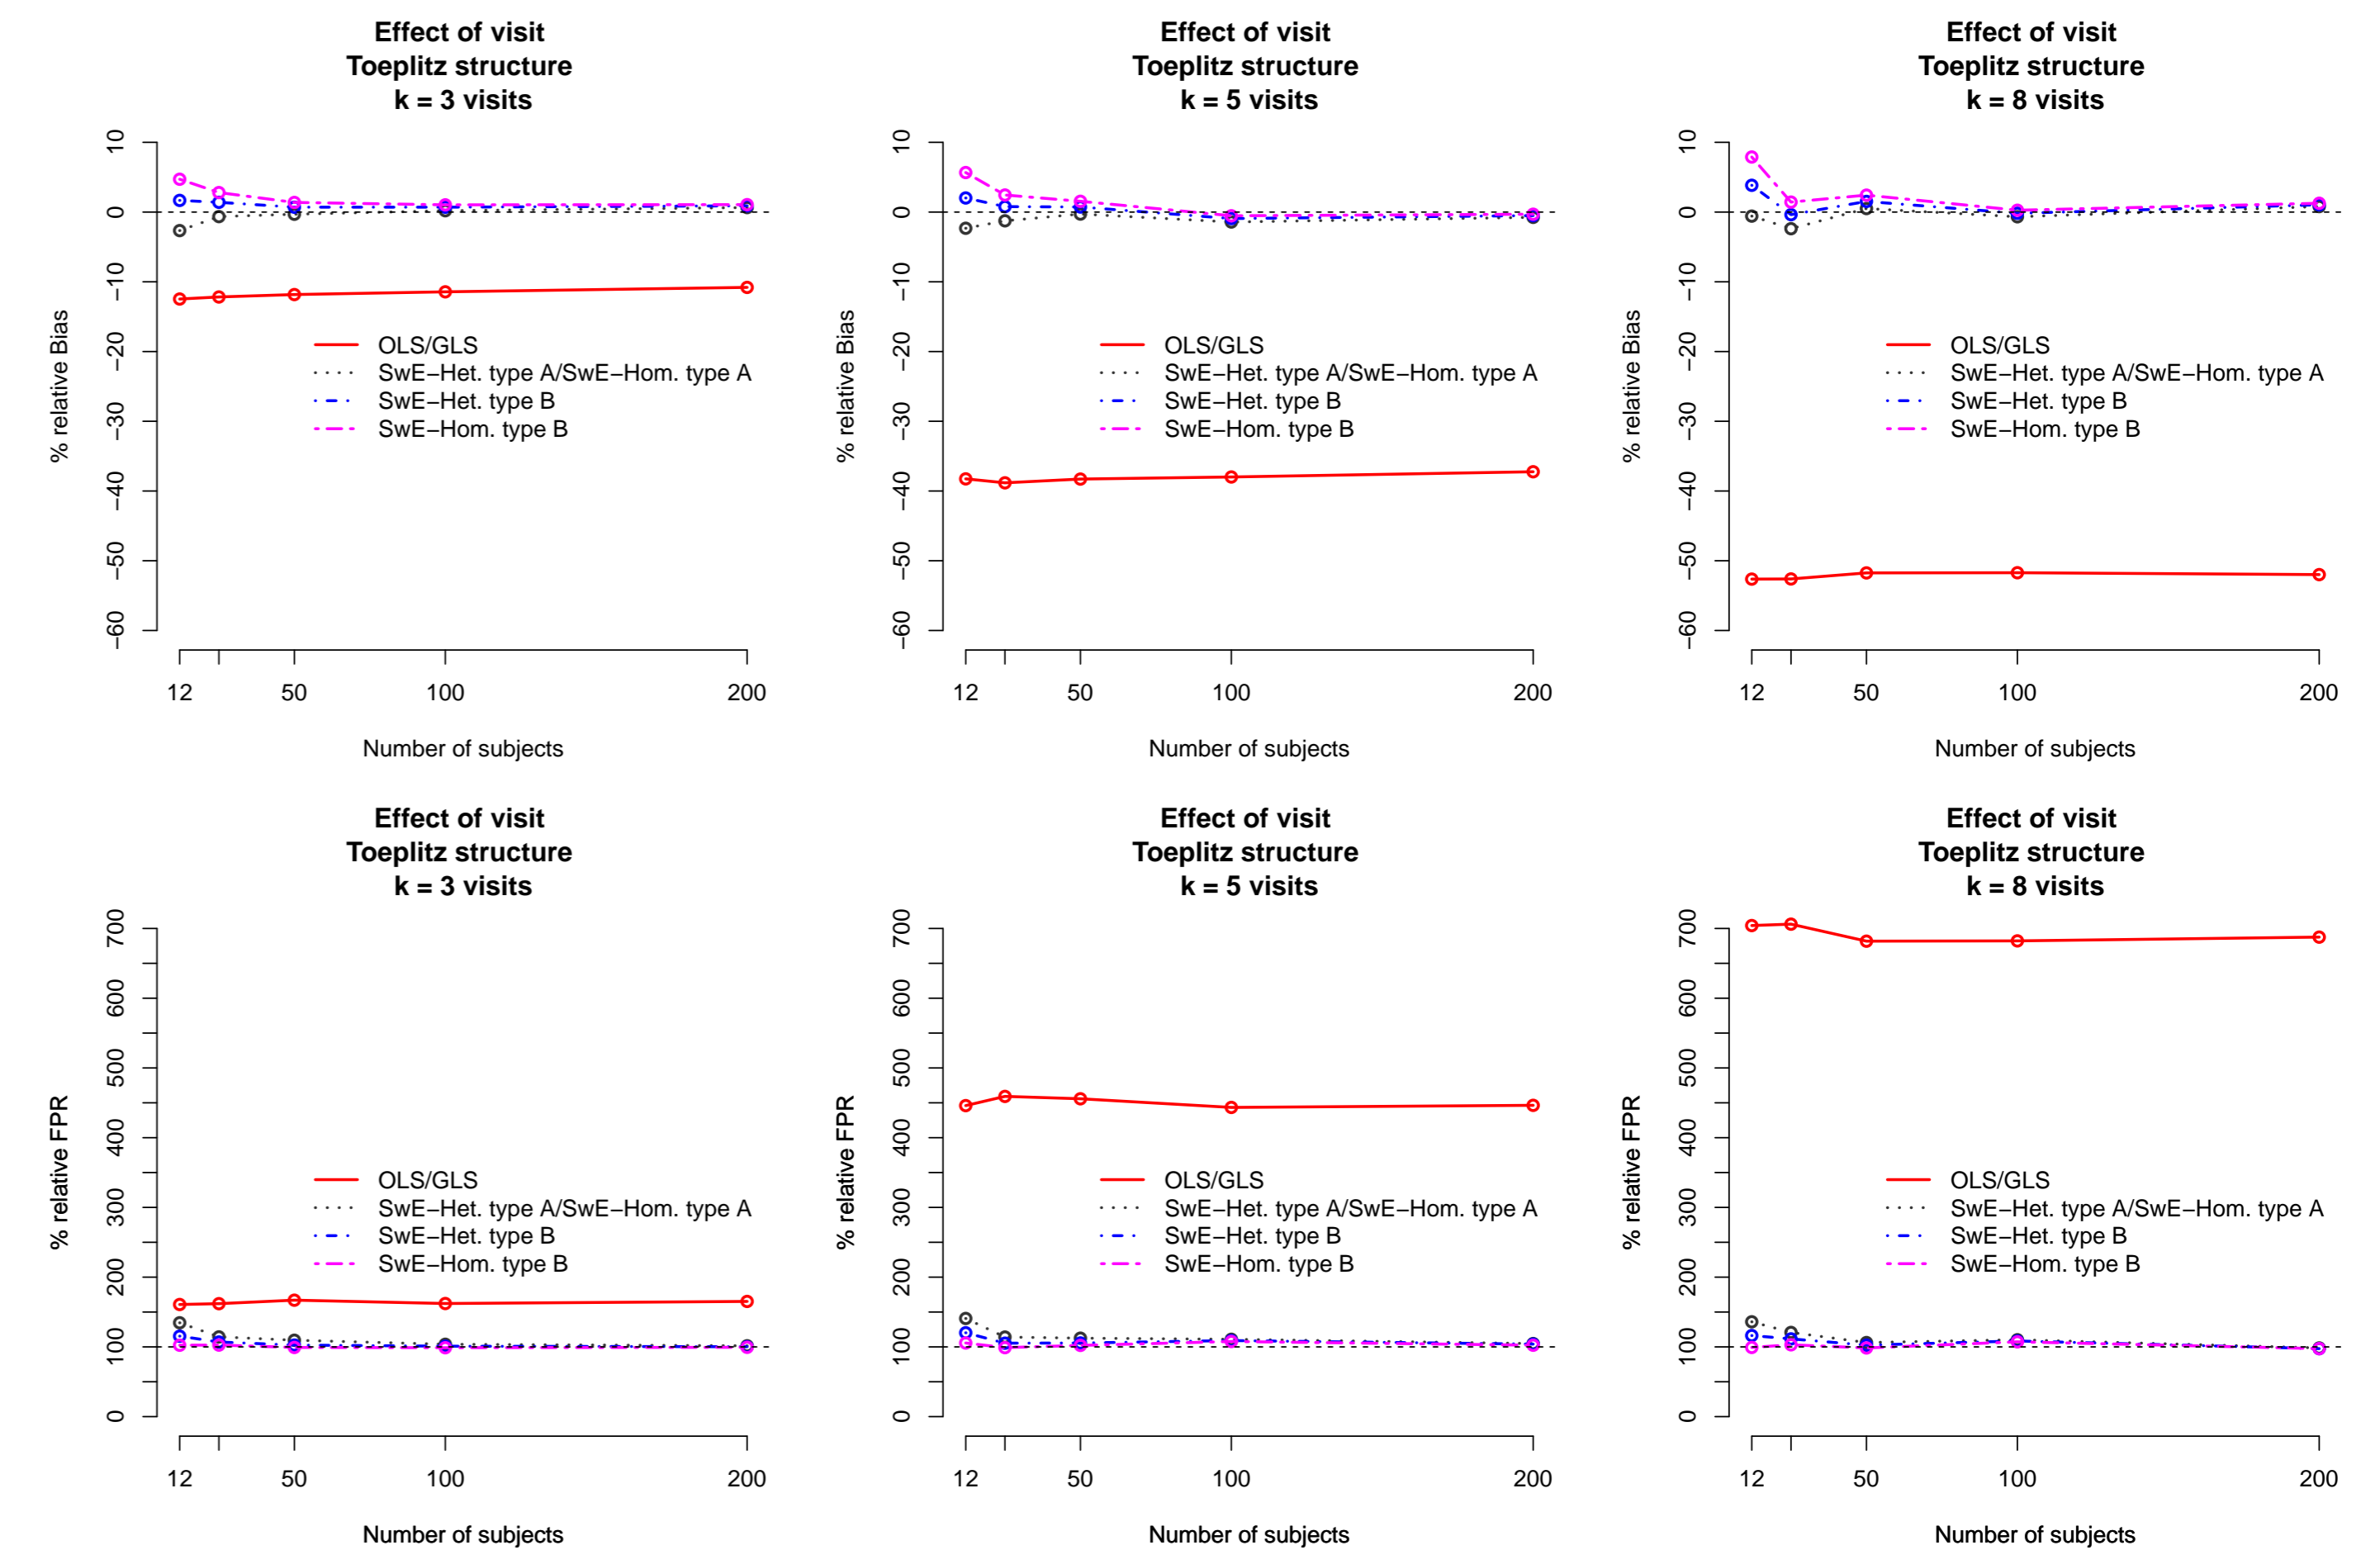 Effect of visit
Toeplitz structure
k = 3 visits
% relative Bias
10
0
−10
−20
−30
−40
−50
−60
OLS/GLS
SwE−Het. type A/SwE−Hom. type A
SwE−Het. type B
SwE−Hom. type B
12
50
100
200
Number of subjects
Effect of visit
Toeplitz structure
k = 5 visits
% relative Bias
10
0
−10
−20
−30
−40
−50
−60
OLS/GLS
SwE−Het. type A/SwE−Hom. type A
SwE−Het. type B
SwE−Hom. type B
12
50
100
200
Number of subjects
Effect of visit
Toeplitz structure
k = 8 visits
% relative Bias
10
0
−10
−20
−30
−40
−50
−60
OLS/GLS
SwE−Het. type A/SwE−Hom. type A
SwE−Het. type B
SwE−Hom. type B
12
50
100
200
Number of subjects
Effect of visit
Toeplitz structure
k = 3 visits
% relative FPR
700
600
500
400
300
200
100
0
OLS/GLS
SwE−Het. type A/SwE−Hom. type A
SwE−Het. type B
SwE−Hom. type B
12
50
100
200
Number of subjects
Effect of visit
Toeplitz structure
k = 5 visits
% relative FPR
700
600
500
400
300
200
100
0
OLS/GLS
SwE−Het. type A/SwE−Hom. type A
SwE−Het. type B
SwE−Hom. type B
12
50
100
200
Number of subjects
Effect of visit
Toeplitz structure
k = 8 visits
% relative FPR
700
600
500
400
300
200
100
0
OLS/GLS
SwE−Het. type A/SwE−Hom. type A
SwE−Het. type B
SwE−Hom. type B
12
50
100
200
Number of subjects